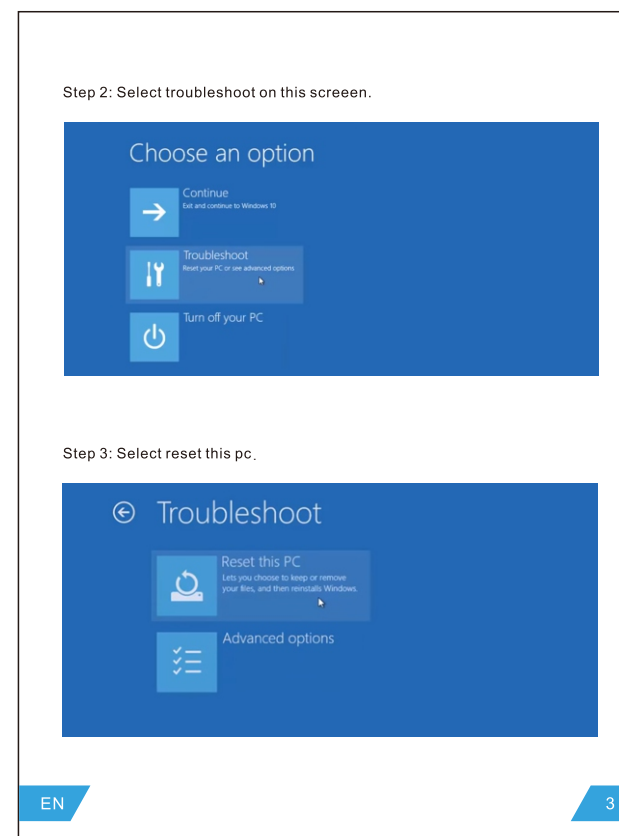 Step 2: Select troubleshoot on this screeen.
Choose an option
Continue
Exit and continue to Windows 10
Troubleshoot
Reset your PC or see advanced options
Turn off your PC
Step 3: Select reset this pc.
Troubleshoot
Reset this PC
Lets you choose to keep or remove
your files, and then reinstalls Windows.
Advanced options
EN
3